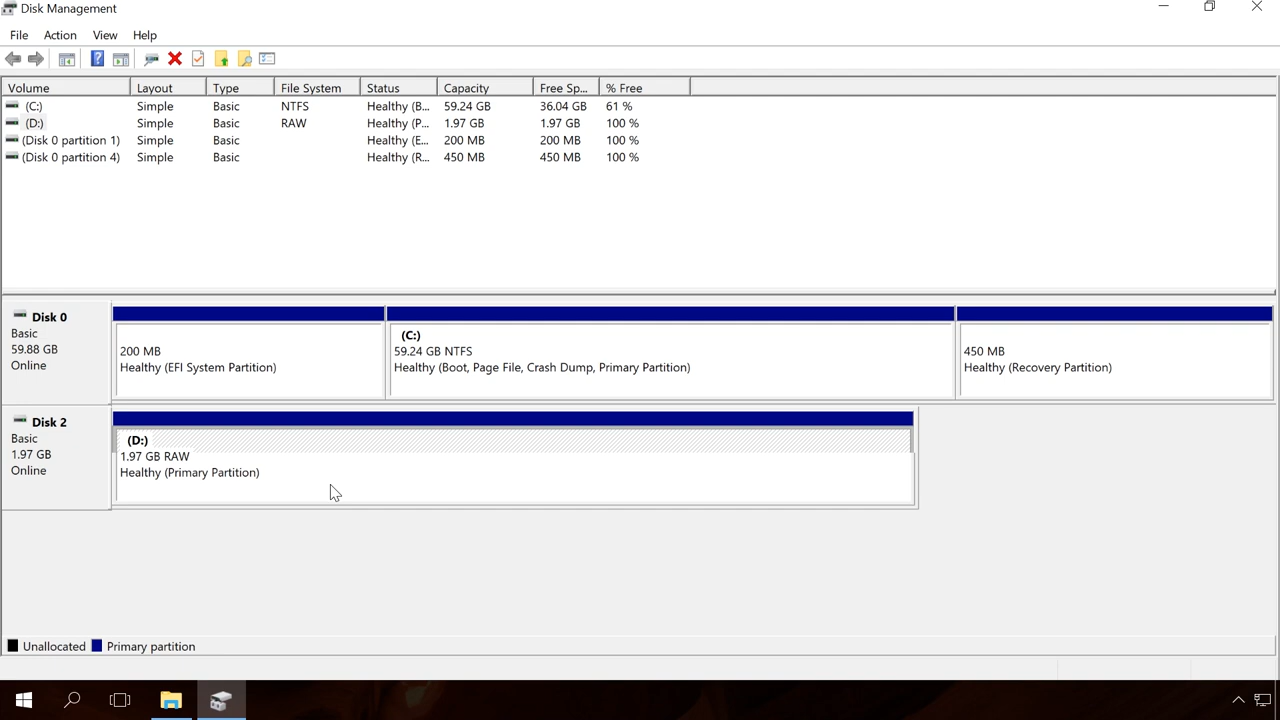 Disk Management
File Action View Help
Volume Layout Type File System Status Capacity Free Sp... % Free
(C:) Simple Basic NTFS Healthy (B... 59.24 GB 36.04 GB 61 %
(D:) Simple Basic RAW Healthy (P... 1.97 GB 1.97 GB 100 %
(Disk 0 partition 1) Simple Basic Healthy (E... 200 MB 200 MB 100 %
(Disk 0 partition 4) Simple Basic Healthy (R... 450 MB 450 MB 100 %
Disk 0
Basic
59.88 GB
Online
200 MB
Healthy (EFI System Partition)
(C:)
59.24 GB NTFS
Healthy (Boot, Page File, Crash Dump, Primary Partition)
450 MB
Healthy (Recovery Partition)
Disk 2
Basic
1.97 GB
Online
(D:)
1.97 GB RAW
Healthy (Primary Partition)
Unallocated Primary partition